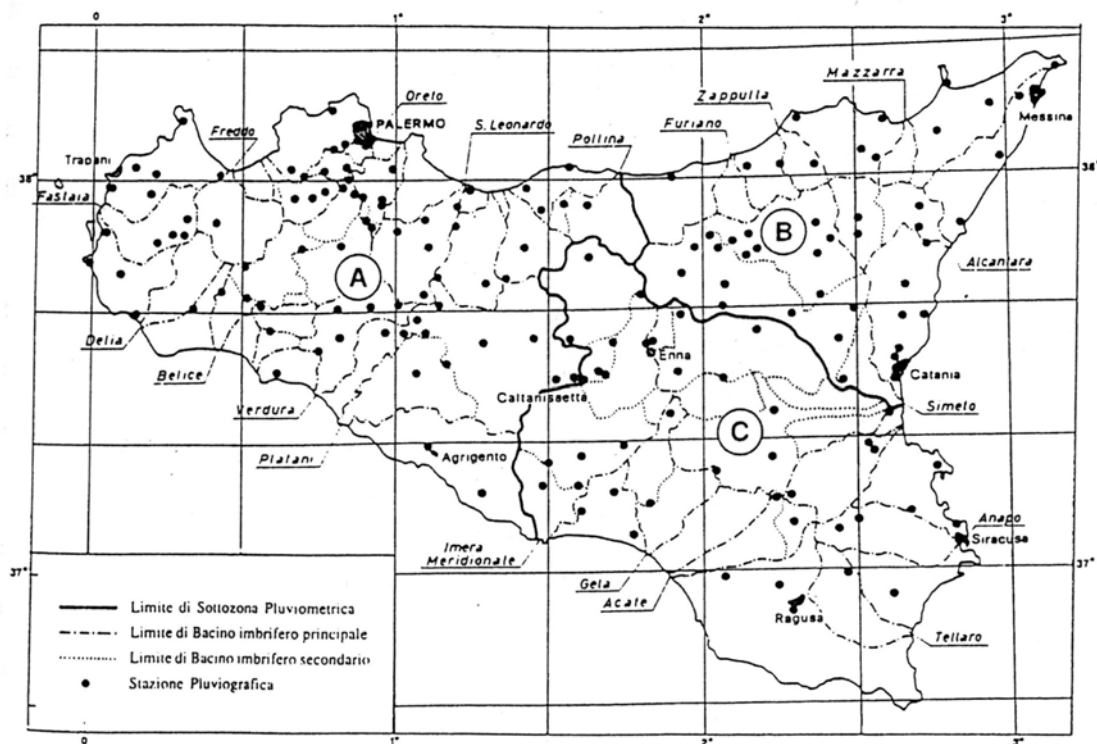 0 1° 2° 3°
Mazzarra
Oreto
Zappulla
Messina
PALERMO
Freddo
S. Leonardo
Furiano
Pollina
Trapani
38 38
Fastaia
B
A
Alcantara
Delia
Enna
Belice
Catania
Caltanissetta
Simeto
Verdura
C
Platani
Agrigento
Anapo
Siracusa
Imera
Meridionale
37° 37°
Gela
Acate
Ragusa
Tellaro
Limite di Sottozona Pluviometrica
Limite di Bacino imbrifero principale
Limite di Bacino imbrifero secondario
Stazione Pluviografica
0 1° 2° 3°